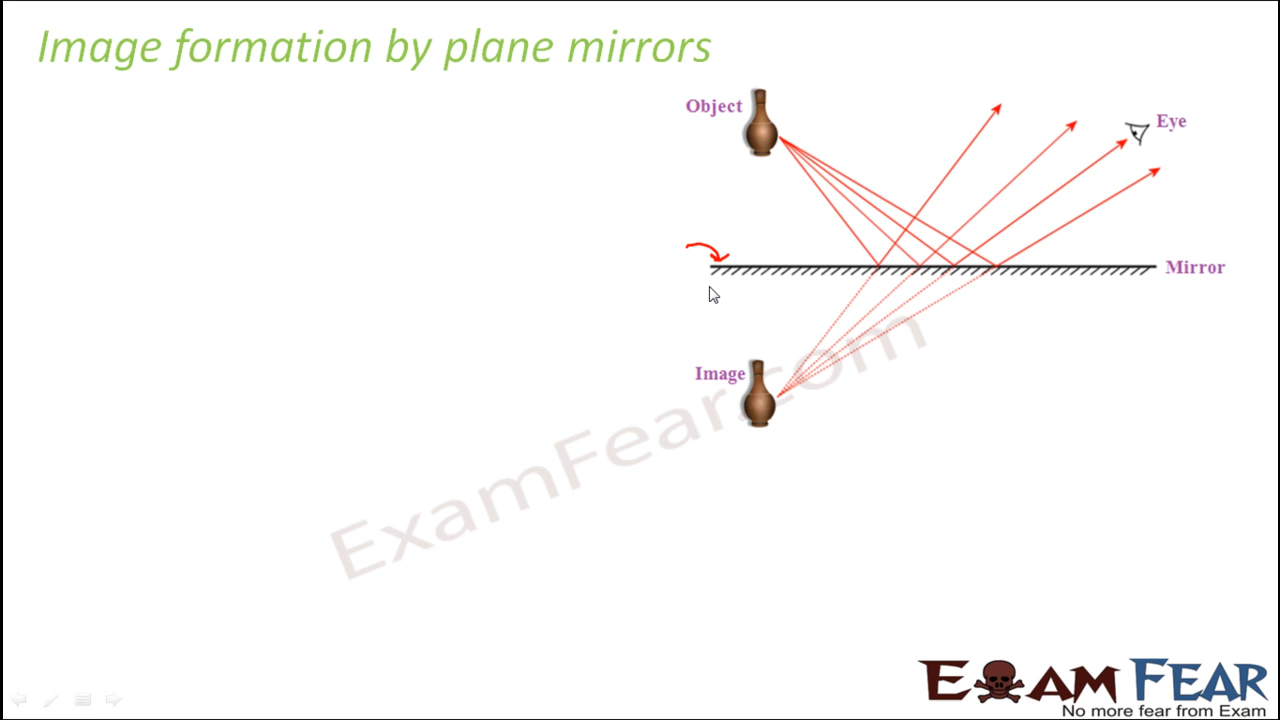 Image formation by plane mirrors
Object
Eye
Mirror
Image
ExamFear.com
EXAM FEAR
No more fear from Exam